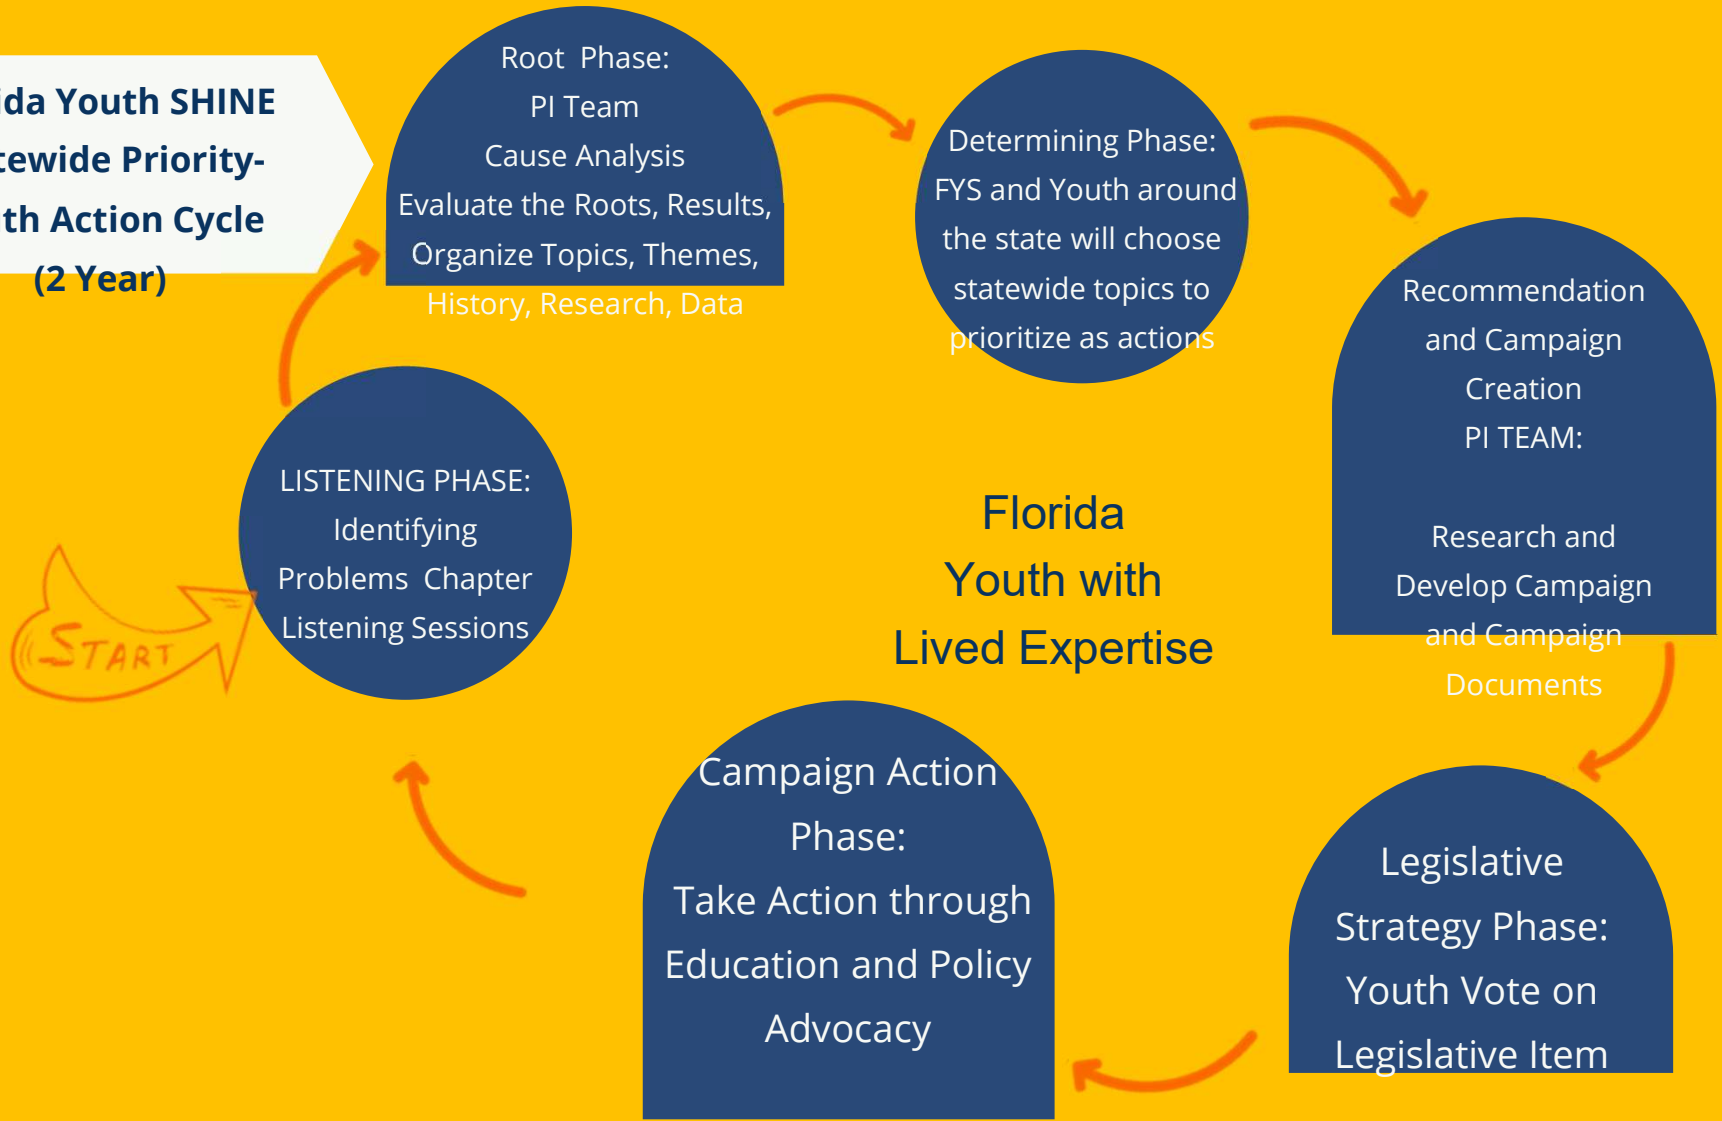 ida Youth SHINE
tewide Priority-
th Action Cycle
(2 Year)
Root Phase:
PI Team
Cause Analysis
Evaluate the Roots, Results,
Organize Topics, Themes,
History, Research, Data
Determining Phase:
FYS and Youth around
the state will choose
statewide topics to
prioritize as actions
Recommendation
and Campaign
Creation
PI TEAM:
Research and
Develop Campaign
and Campaign
Documents
LISTENING PHASE:
Identifying
Problems Chapter
Listening Sessions
START
Florida
Youth with
Lived Expertise
Campaign Action
Phase:
Take Action through
Education and Policy
Advocacy
Legislative
Strategy Phase:
Youth Vote on
Legislative Item